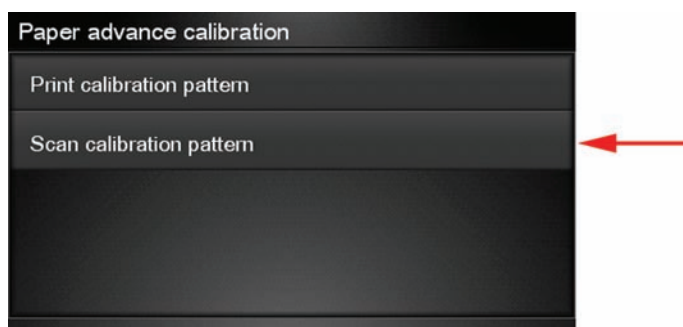 Paper advance calibration
Print calibration pattern
Scan calibration pattern